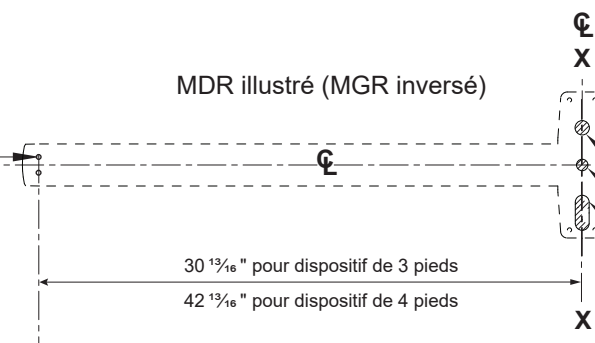 ℄
X
MDR illustré (MGR inversé)
℄
30 ¹³⁄₁₆ " pour dispositif de 3 pieds
42 ¹³⁄₁₆ " pour dispositif de 4 pieds
X